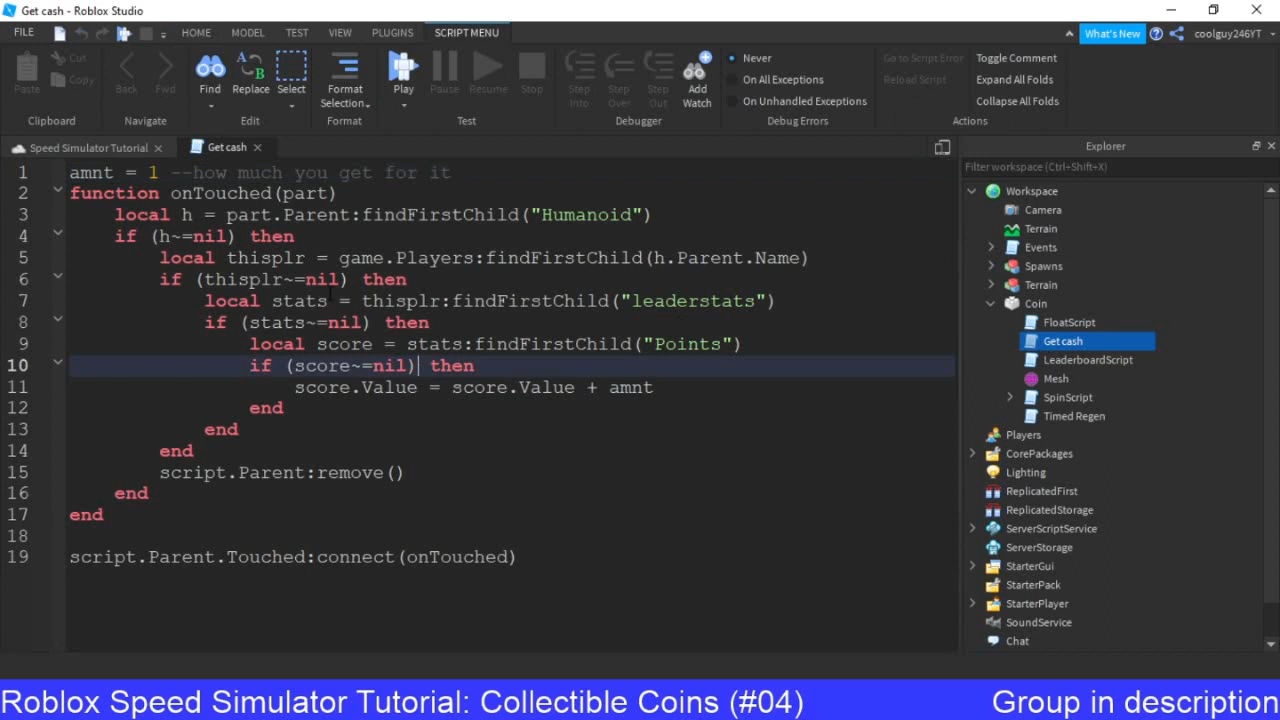 Get cash - Roblox Studio
FILE HOME MODEL TEST VIEW PLUGINS SCRIPT MENU What's New coolguy246YT
Paste Cut Copy Back Fwd Find Replace Select Format Selection... Play Pause Resume Stop Step Into Step Over Step Out Add Watch Never On All Exceptions On Unhandled Exceptions Go to Script Error Reload Script Toggle Comment Expand All Folds Collapse All Folds
Clipboard Navigate Edit Format Test Debugger Debug Errors Actions
Speed Simulator Tutorial Get cash Explorer
Filter workspace (Ctrl+Shift+X)
1 amnt = 1 --how much you get for it
2 function onTouched(part)
3 local h = part.Parent:findFirstChild("Humanoid")
4 if (h~=nil) then
5 local thisplr = game.Players:findFirstChild(h.Parent.Name)
6 if (thisplr~=nil) then
7 local stats = thisplr:findFirstChild("leaderstats")
8 if (stats~=nil) then
9 local score = stats:findFirstChild("Points")
10 if (score~=nil) then
11 score.Value = score.Value + amnt
12 end
13 end
14 end
15 script.Parent:remove()
16 end
17 end
18
19 script.Parent.Touched:connect(onTouched)
Workspace
Camera
Terrain
Events
Spawns
Terrain
Coin
FloatScript
Get cash
LeaderboardScript
Mesh
SpinScript
Timed Regen
Players
CorePackages
Lighting
ReplicatedFirst
ReplicatedStorage
ServerScriptService
ServerStorage
StarterGui
StarterPack
StarterPlayer
SoundService
Chat
Roblox Speed Simulator Tutorial: Collectible Coins (#04) Group in description